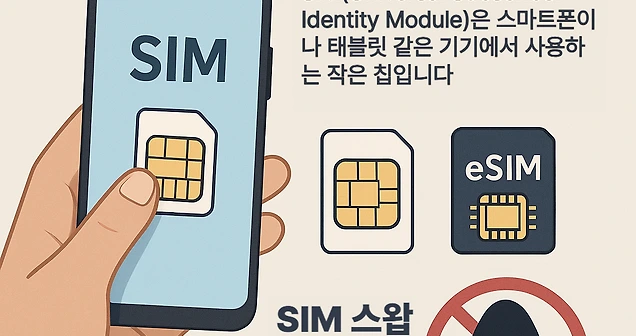 SIM
Identity Module)은 스마트폰이
나 태블릿 같은 기기에서 사용하
는 작은 칩입니다
eSIM
SIM 스왑